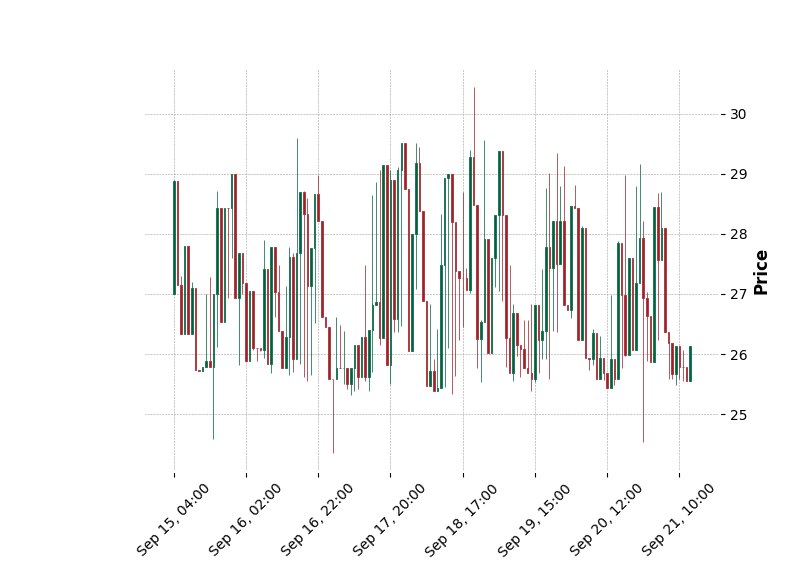 30
29
28
27
26
25
Price
Sep 15, 04:00
Sep 16, 02:00
Sep 16, 22:00
Sep 17, 20:00
Sep 18, 17:00
Sep 19, 15:00
Sep 20, 12:00
Sep 21, 10:00